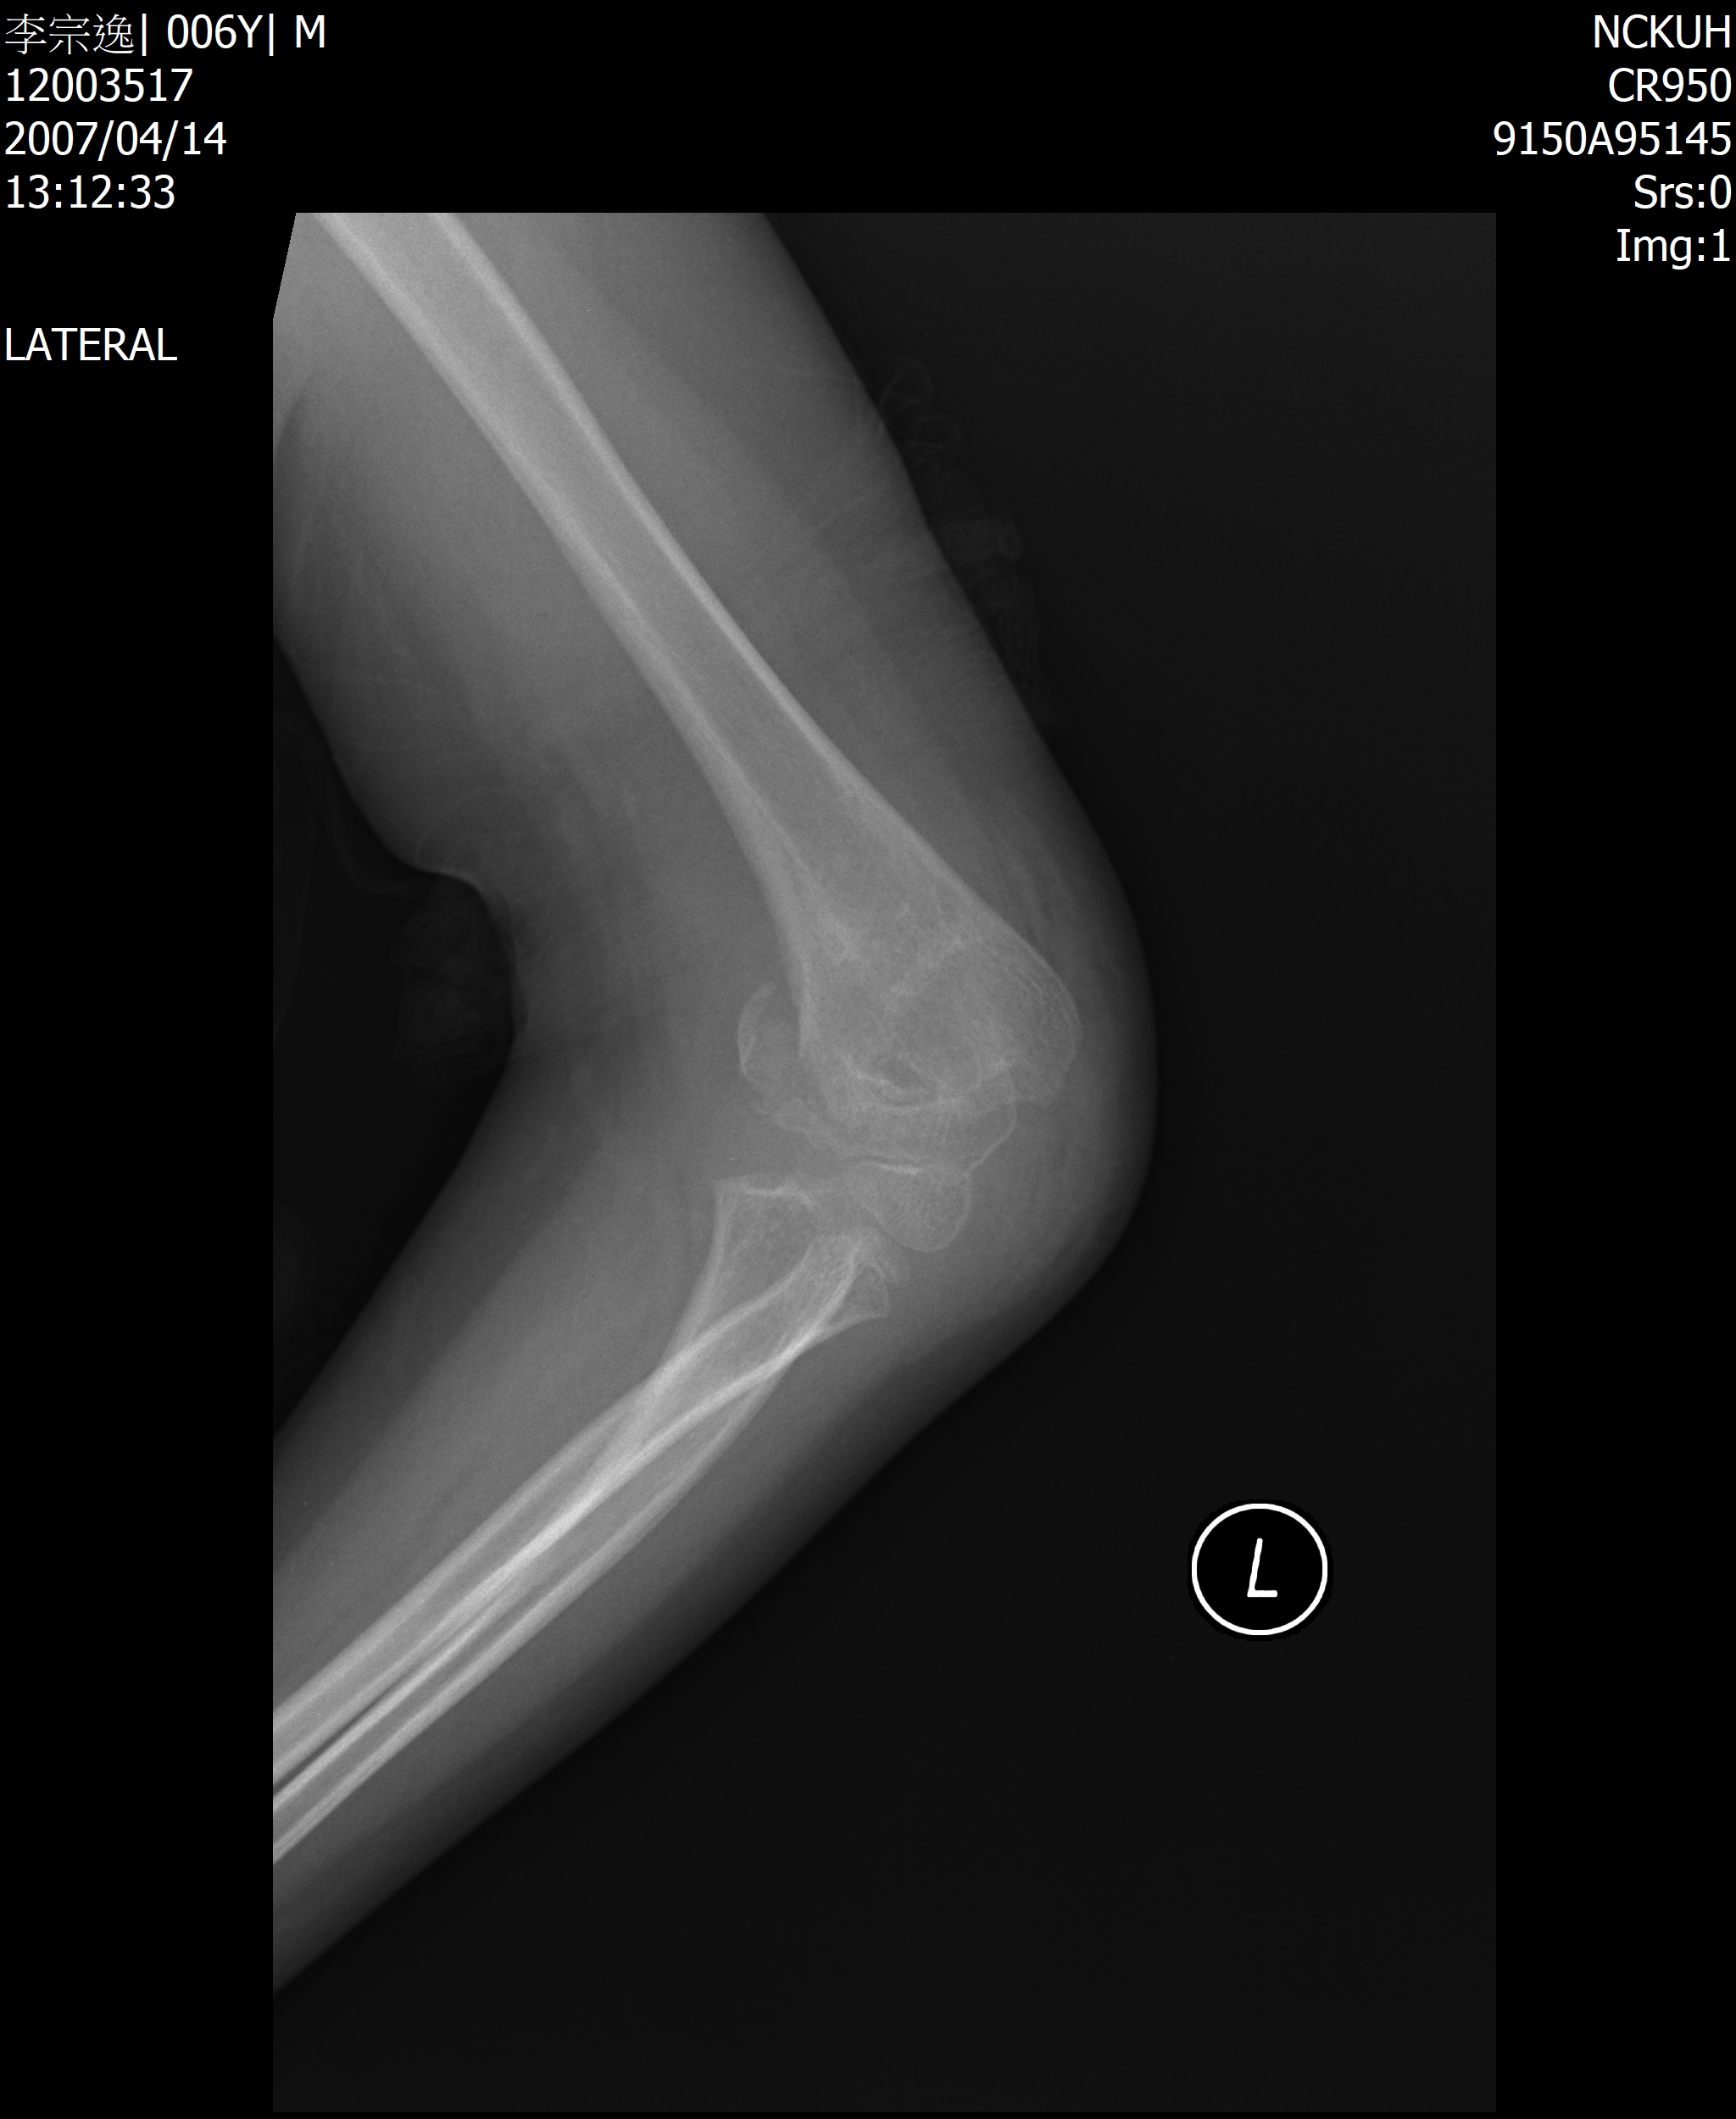 李宗逸| 006Y| M
12003517
2007/04/14
13:12:33
LATERAL
NCKUH
CR950
9150A95145
Srs:0
Img:1
L